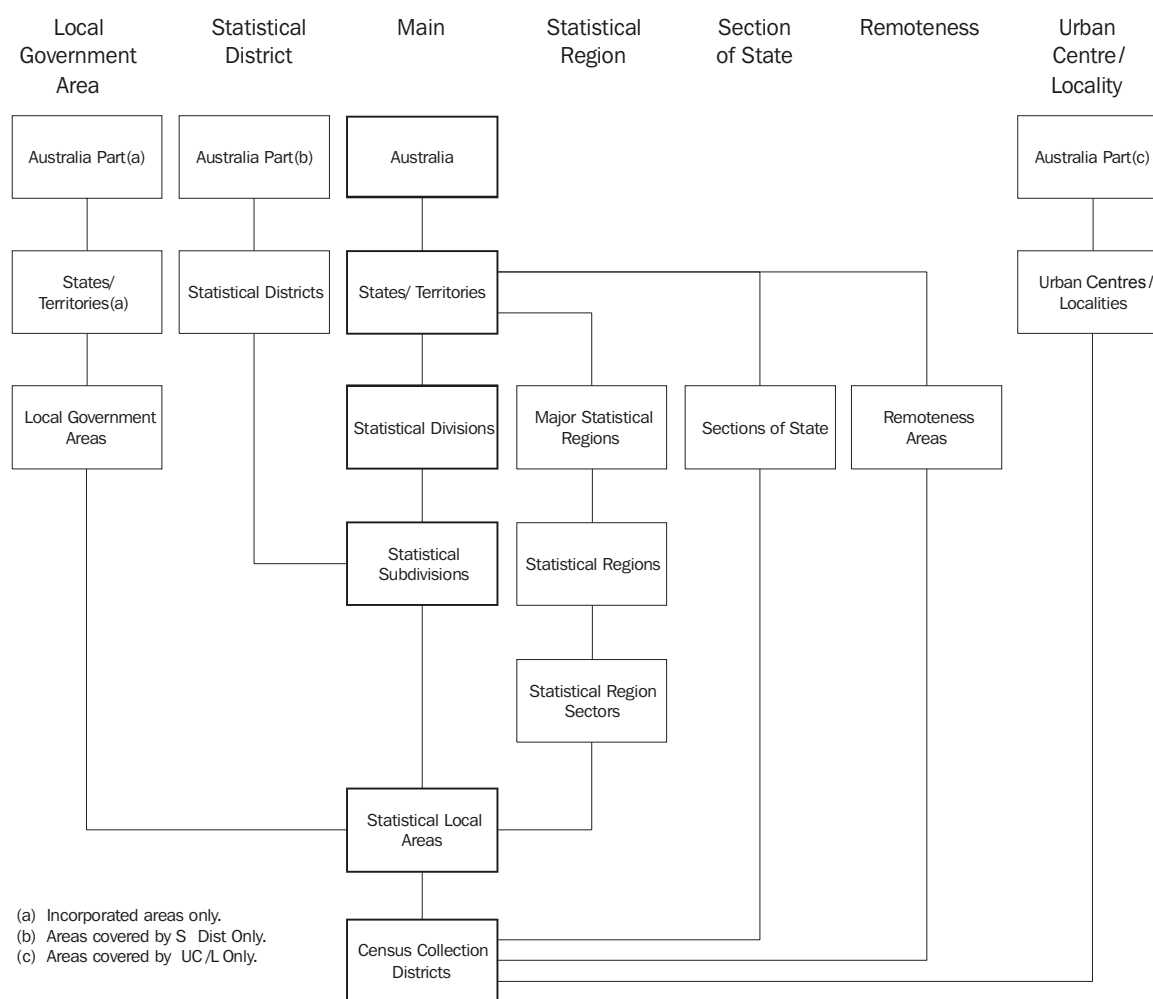 Local
Government
Area
Statistical
District
Main
Statistical
Region
Section
of State
Remoteness
Urban
Centre/
Locality
Australia Part(a)
Australia Part(b)
Australia
Australia Part(c)
States/
Territories(a)
Statistical Districts
States/ Territories
Urban Centres/
Localities
Local Government
Areas
Statistical Divisions
Major Statistical
Regions
Sections of State
Remoteness
Areas
Statistical
Subdivisions
Statistical Regions
Statistical Region
Sectors
Statistical Local
Areas
(a) Incorporated areas only.
(b) Areas covered by S Dist Only.
(c) Areas covered by UC/L Only.
Census Collection
Districts